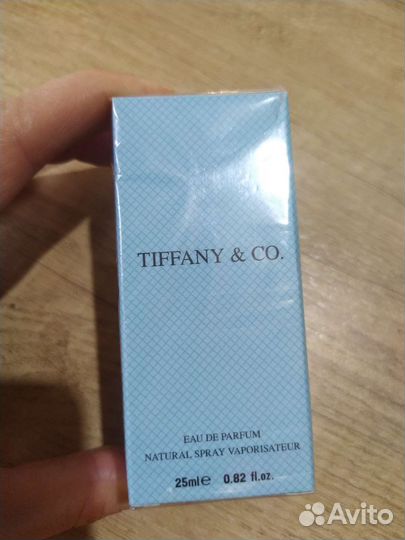 TIFFANY & CO.
EAU DE PARFUM
NATURAL SPRAY VAPORISATEUR
25ml℮ 0.82 fl.oz.
Avito